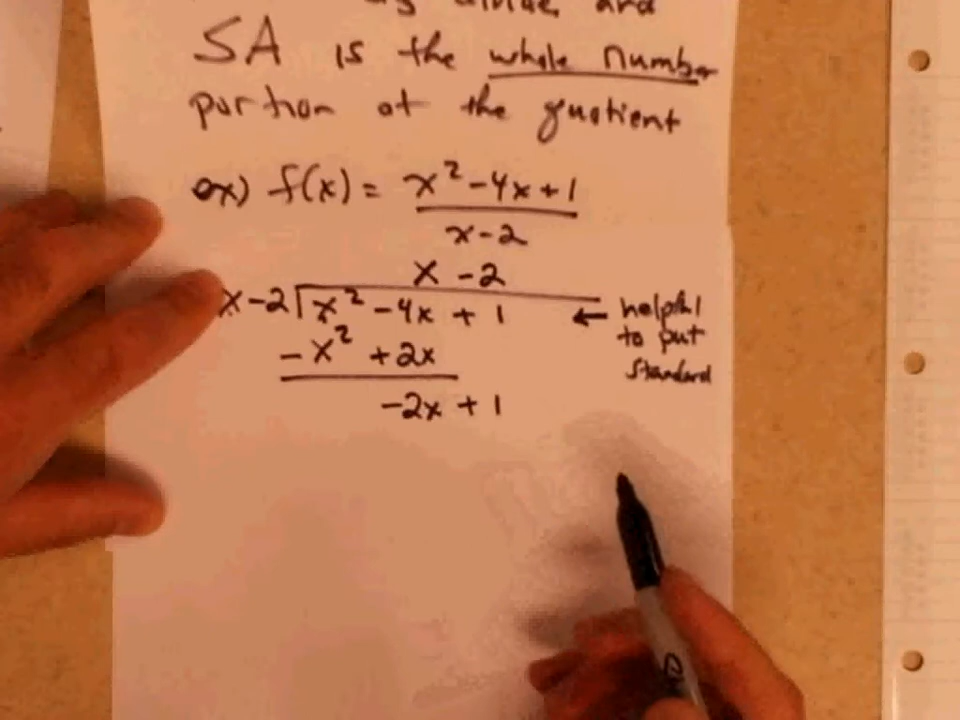 and
SA is the whole number
portion of the quotient
ex) f(x) = x² - 4x + 1
x - 2
x - 2
x - 2 x² - 4x + 1 ← helpful
- x² + 2x to put
standard
- 2x + 1